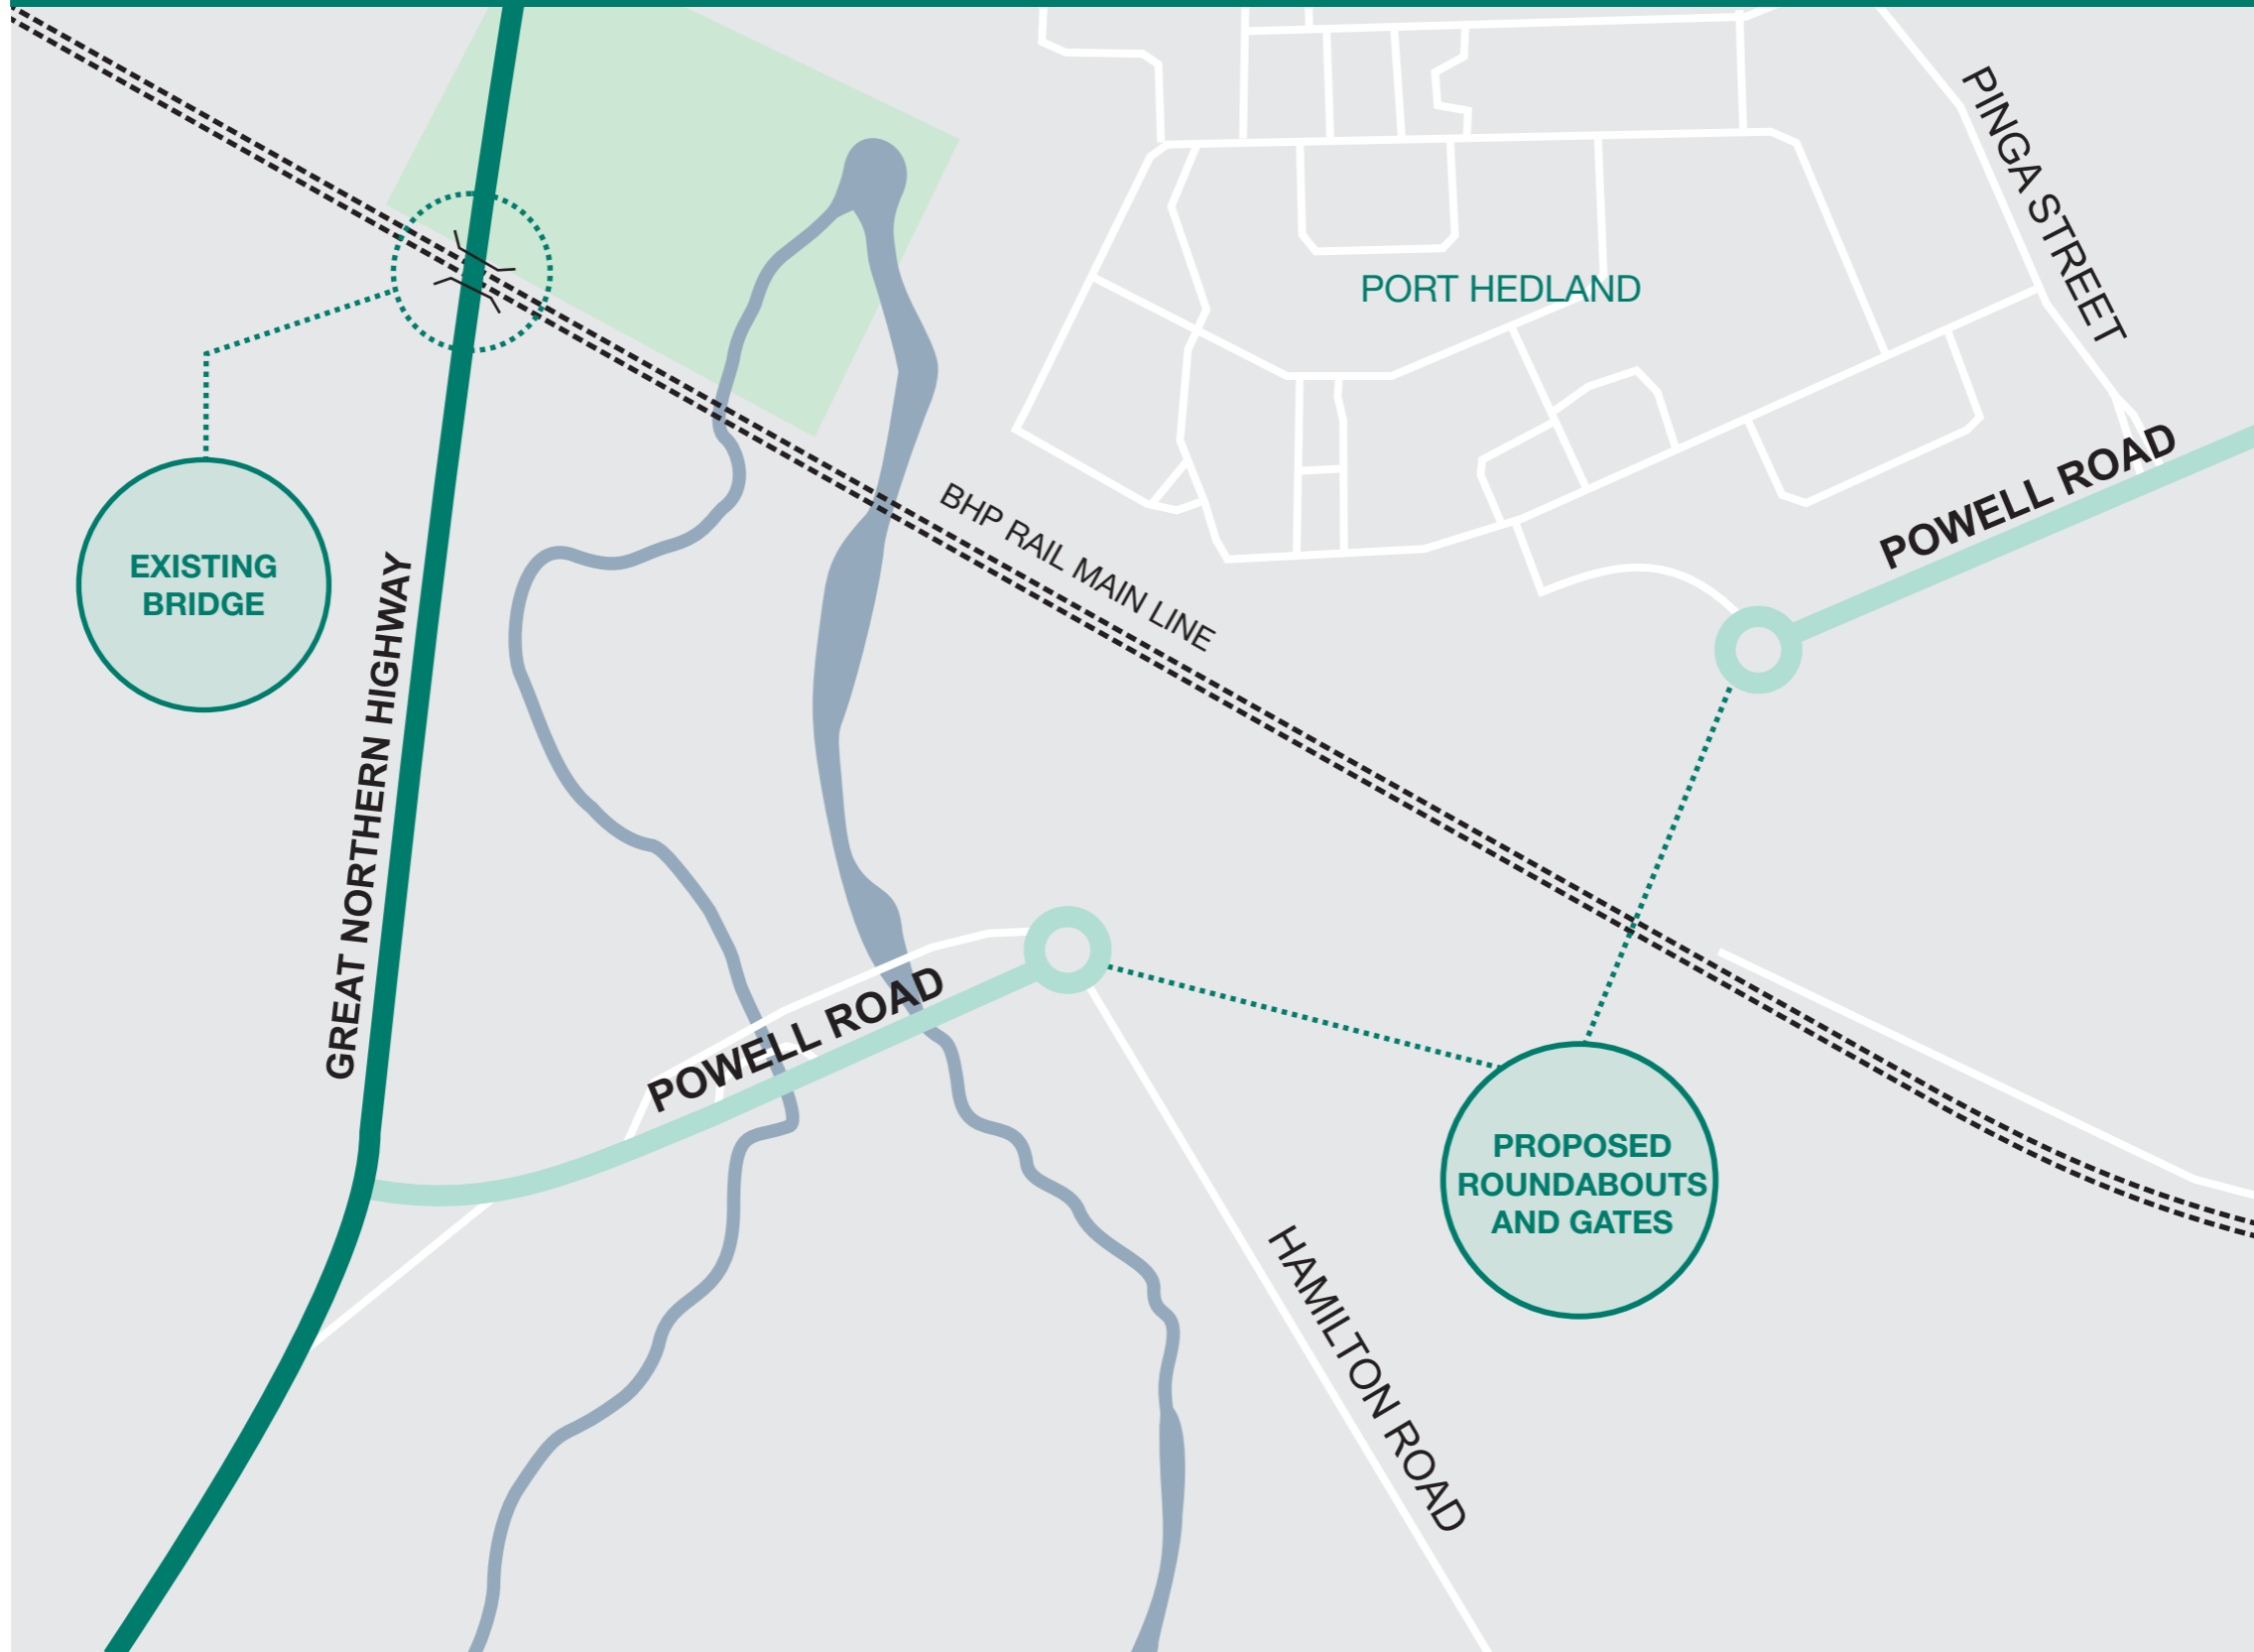 PINGA STREET
PORT HEDLAND
POWELL ROAD
BHP RAIL MAIN LINE
EXISTING
BRIDGE
GREAT NORTHERN HIGHWAY
POWELL ROAD
PROPOSED
ROUNDABOUTS
AND GATES
HAMILTON ROAD